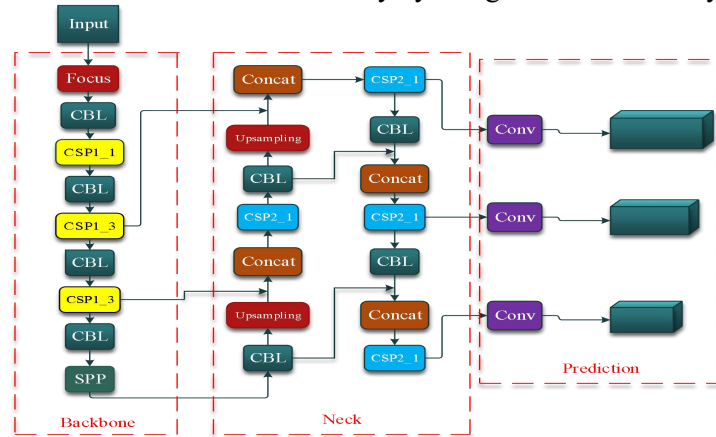 Input
Focus
CBL
CSP1_1
CBL
CSP1_3
CBL
CSP1_3
CBL
SPP
Backbone
Concat
Upsampling
CBL
CSP2_1
Concat
Upsampling
CBL
CSP2_1
CBL
Concat
CSP2_1
CBL
Concat
CSP2_1
Neck
Conv
Conv
Conv
Prediction